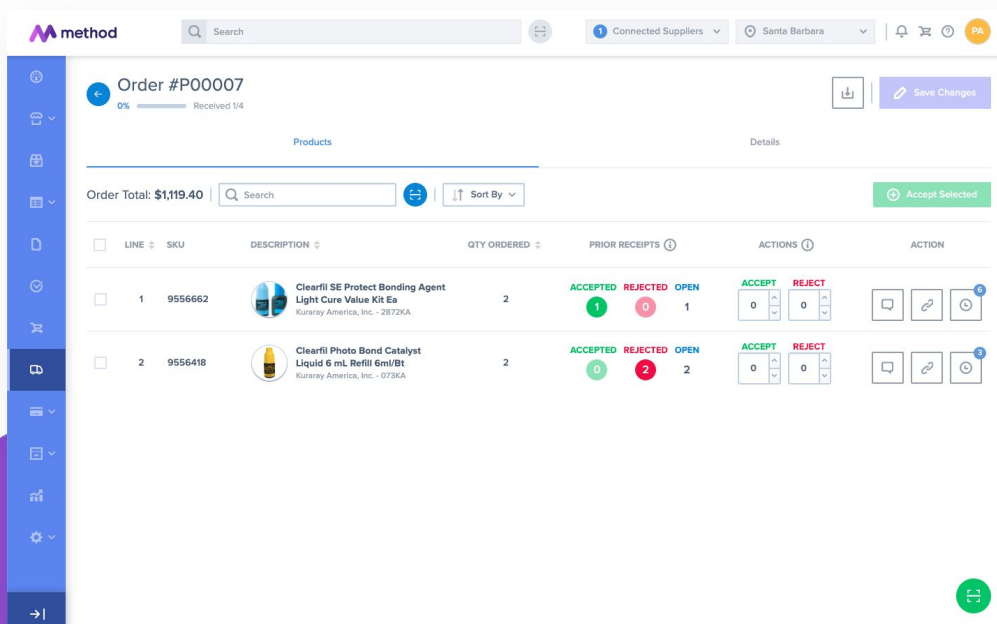 method
Search
1 Connected Suppliers
Santa Barbara
PA
Order #P00007
0% Received 1/4
Save Changes
Products Details
Order Total: $1,119.40
Search
Sort By
Accept Selected
LINE SKU DESCRIPTION QTY ORDERED PRIOR RECEIPTS ACTIONS ACTION
Clearfil SE Protect Bonding Agent
Light Cure Value Kit Ea
Kuraray America, Inc. - 2872KA
1 9556662 2
ACCEPTED REJECTED OPEN
1 0 1
ACCEPT REJECT
0 0
6
Clearfil Photo Bond Catalyst
Liquid 6 mL Refill 6ml/Bt
Kuraray America, Inc. - 073KA
2 9556418 2
ACCEPTED REJECTED OPEN
0 2 2
ACCEPT REJECT
0 0
3